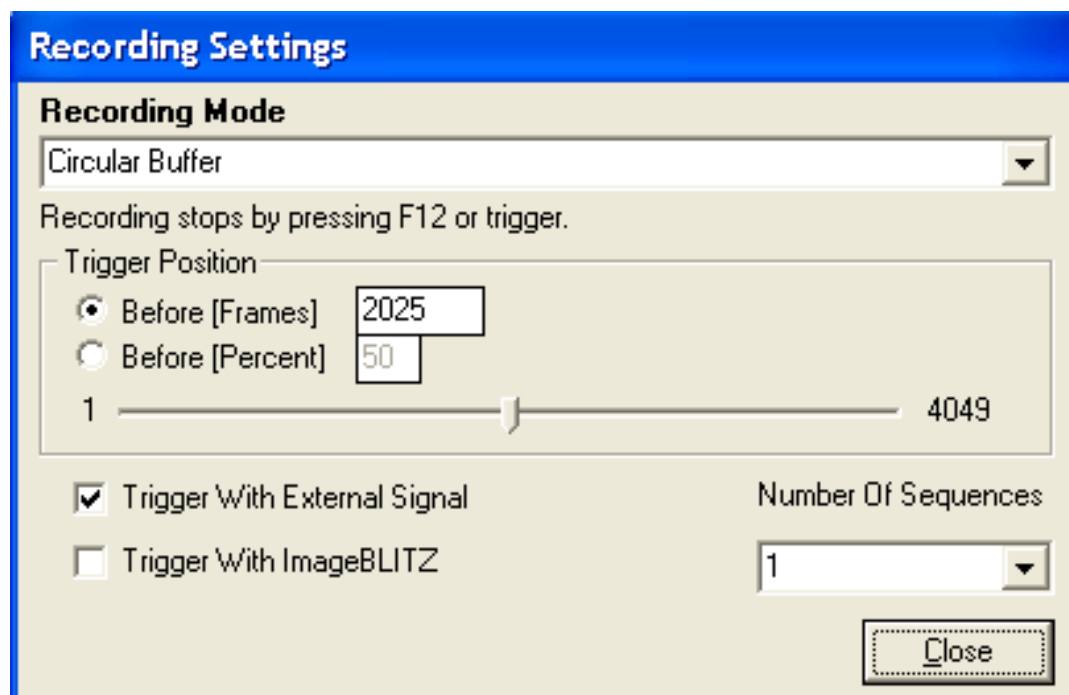 Recording Settings
Recording Mode
Circular Buffer
Recording stops by pressing F12 or trigger.
Trigger Position
Before [Frames] 2025
Before [Percent] 50
1 4049
Trigger With External Signal
Number Of Sequences
Trigger With ImageBLITZ
1
Close